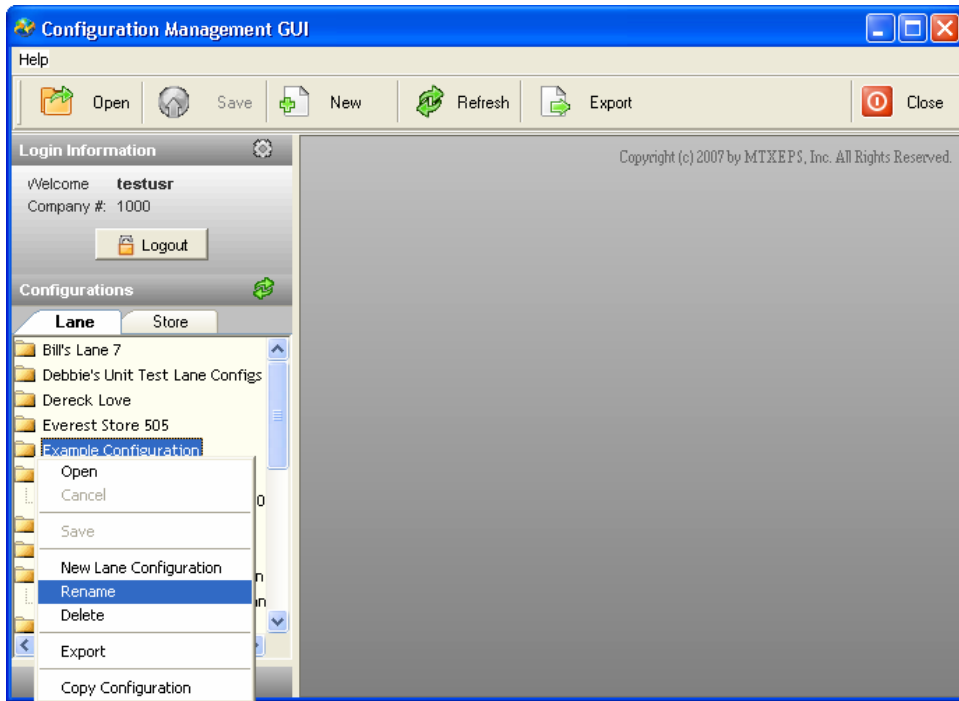 Configuration Management GUI
Help
Open Save New Refresh Export Close
Login Information
Copyright (c) 2007 by MTXEPS, Inc. All Rights Reserved.
Welcome testusr
Company #: 1000
Logout
Configurations
Lane Store
Bill's Lane 7
Debbie's Unit Test Lane Configs
Dereck Love
Everest Store 505
Example Configuration
Open
Cancel
0
Save
New Lane Configuration
n
Rename
an
Delete
Export
Copy Configuration